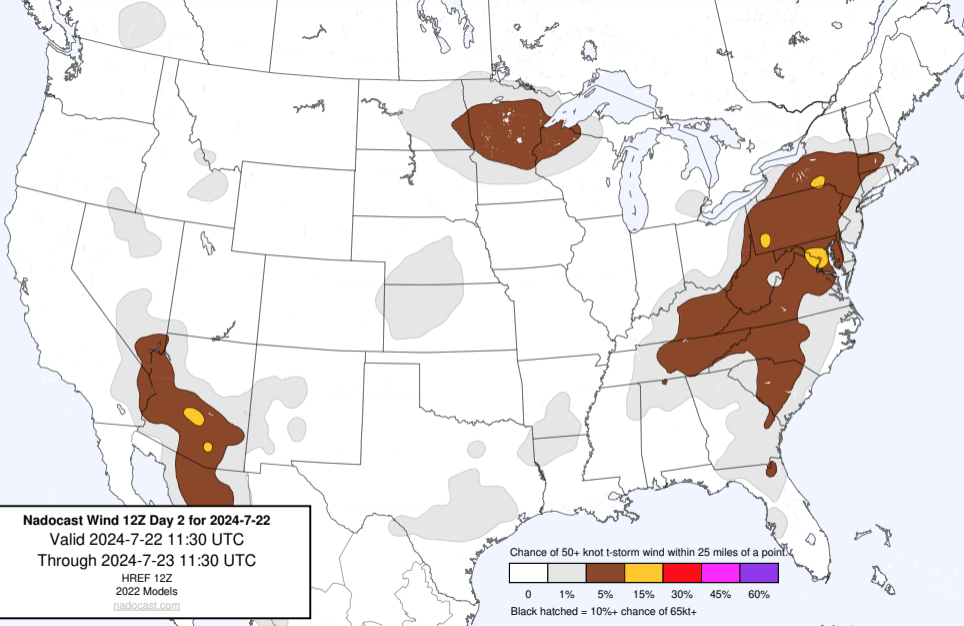 Nadocast Wind 12Z Day 2 for 2024-7-22
Valid 2024-7-22 11:30 UTC
Through 2024-7-23 11:30 UTC
HREF 12Z
2022 Models
nadocast.com
Chance of 50+ knot t-storm wind within 25 miles of a point.
0 1% 5% 15% 30% 45% 60%
Black hatched = 10%+ chance of 65kt+